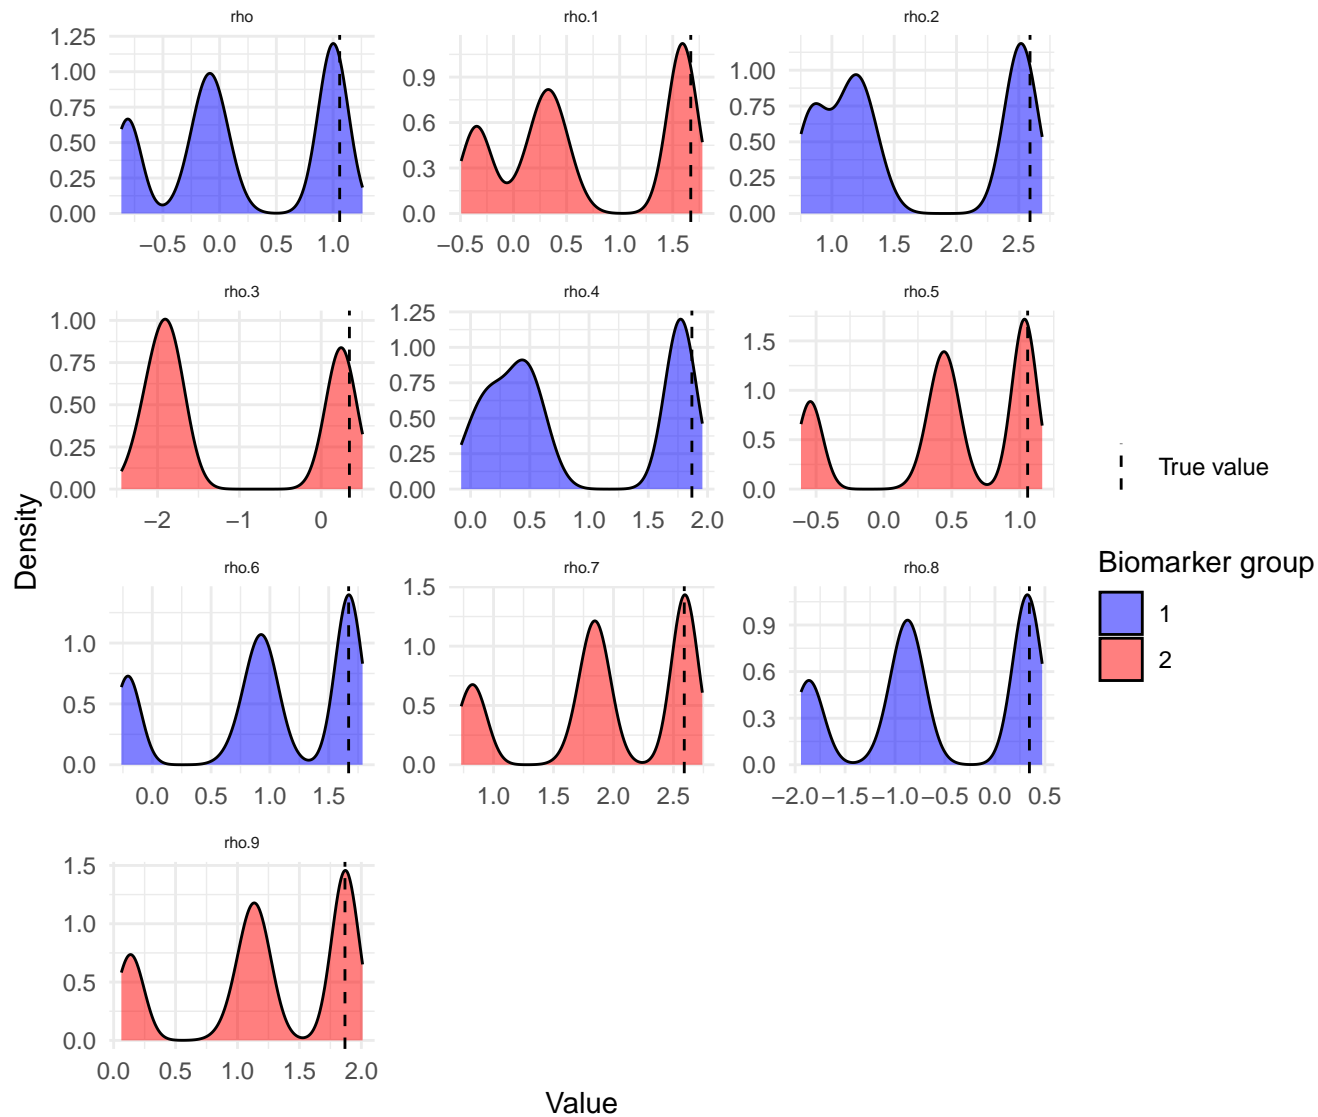 rho
rho.1
rho.2
1.25
1.00
0.75
0.50
0.25
0.00
−0.5 0.0 0.5 1.0
0.9
0.6
0.3
0.0
−0.5 0.0 0.5 1.0 1.5
1.00
0.75
0.50
0.25
0.00
1.0 1.5 2.0 2.5
rho.3
rho.4
rho.5
1.00
0.75
0.50
0.25
0.00
−2 −1 0
1.25
1.00
0.75
0.50
0.25
0.00
0.0 0.5 1.0 1.5 2.0
1.5
1.0
0.5
0.0
−0.5 0.0 0.5 1.0
rho.6
rho.7
rho.8
1.0
0.5
0.0
0.0 0.5 1.0 1.5
1.5
1.0
0.5
0.0
1.0 1.5 2.0 2.5
0.9
0.6
0.3
0.0
−2.0 −1.5 −1.0 −0.5 0.0 0.5
rho.9
1.5
1.0
0.5
0.0
0.0 0.5 1.0 1.5 2.0
Density
Value
True value
Biomarker group
1
2